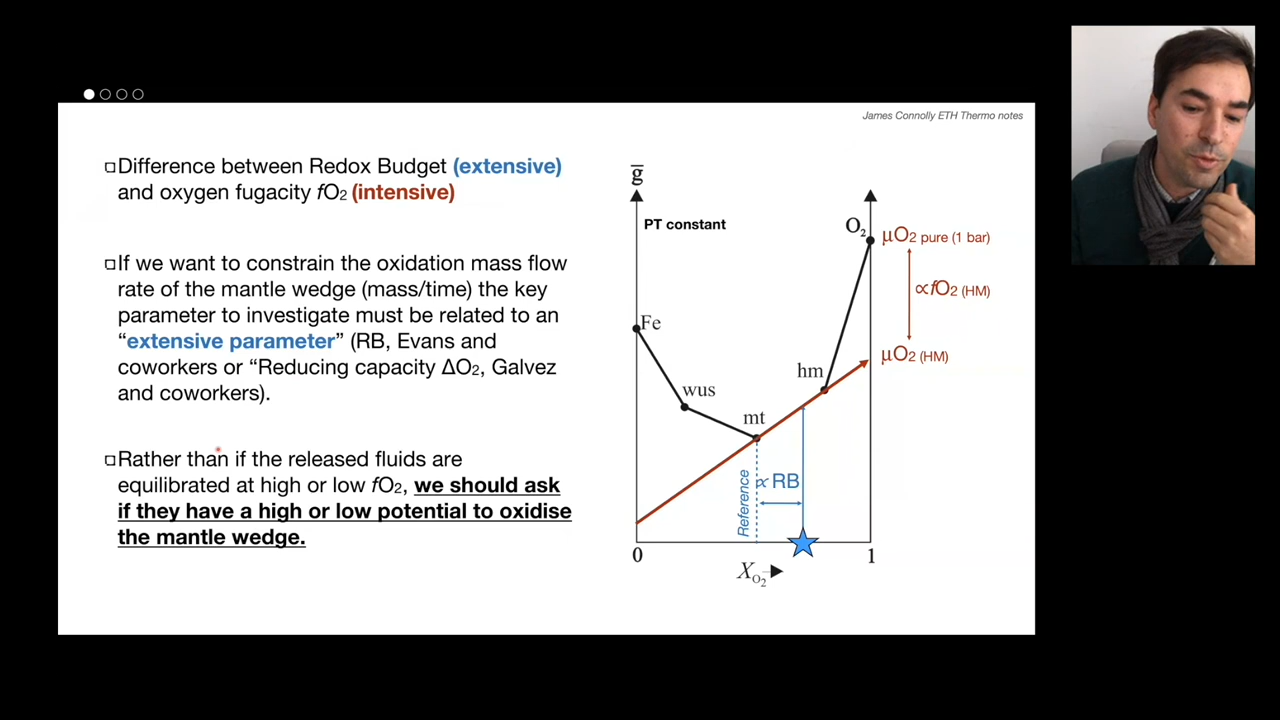 James Connolly ETH Thermo notes
Difference between Redox Budget (extensive)
and oxygen fugacity fO2 (intensive)
If we want to constrain the oxidation mass flow
rate of the mantle wedge (mass/time) the key
parameter to investigate must be related to an
“extensive parameter” (RB, Evans and
coworkers or “Reducing capacity ΔO2, Galvez
and coworkers).
Rather than if the released fluids are
equilibrated at high or low fO2, we should ask
if they have a high or low potential to oxidise
the mantle wedge.
g̅
PT constant
O2
μO2 pure (1 bar)
∝fO2 (HM)
Fe
μO2 (HM)
hm
wus
mt
Reference
∝ RB
0
1
XO2